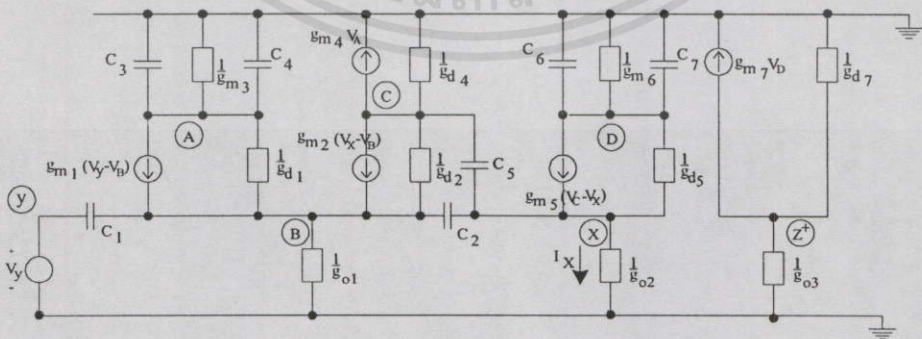 C3
1/gm3
C4
gm4 VA
1/gd4
C6
1/gm6
C7
gm7 VD
1/gd7
C
A
D
gm1 (Vy-VB)
1/gd1
gm2 (Vx-VB)
1/gd2
C5
gm5 (Vc-Vx)
1/gd5
y
C1
B
C2
X
Z+
Vy
1/go1
IX
1/go2
1/go3